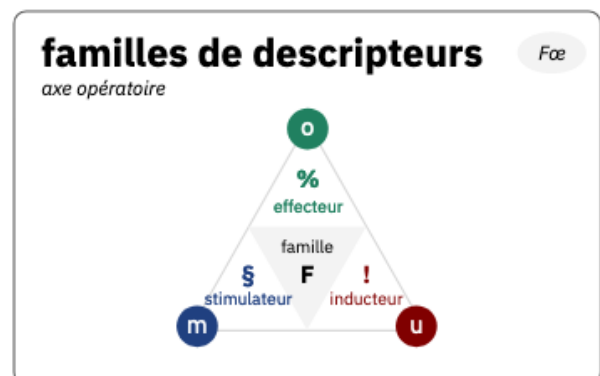 familles de descripteurs
Fœ
axe opératoire
o
%
effecteur
famille
§ F !
stimulateur inducteur
m u